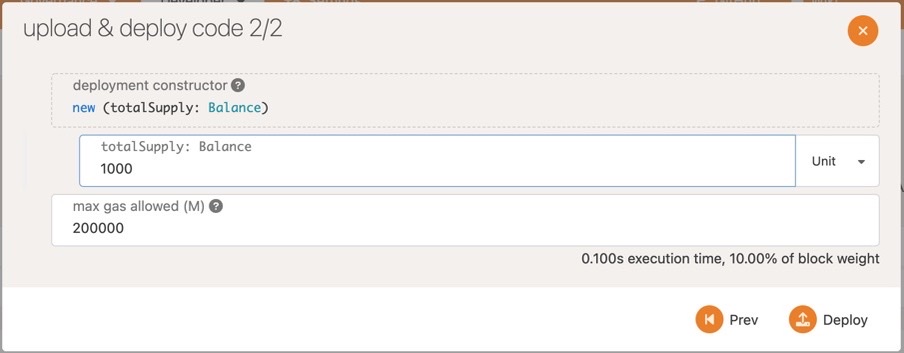 upload & deploy code 2/2
deployment constructor ?
new (totalSupply: Balance)
totalSupply: Balance
1000
Unit
max gas allowed (M) ?
200000
0.100s execution time, 10.00% of block weight
Prev
Deploy